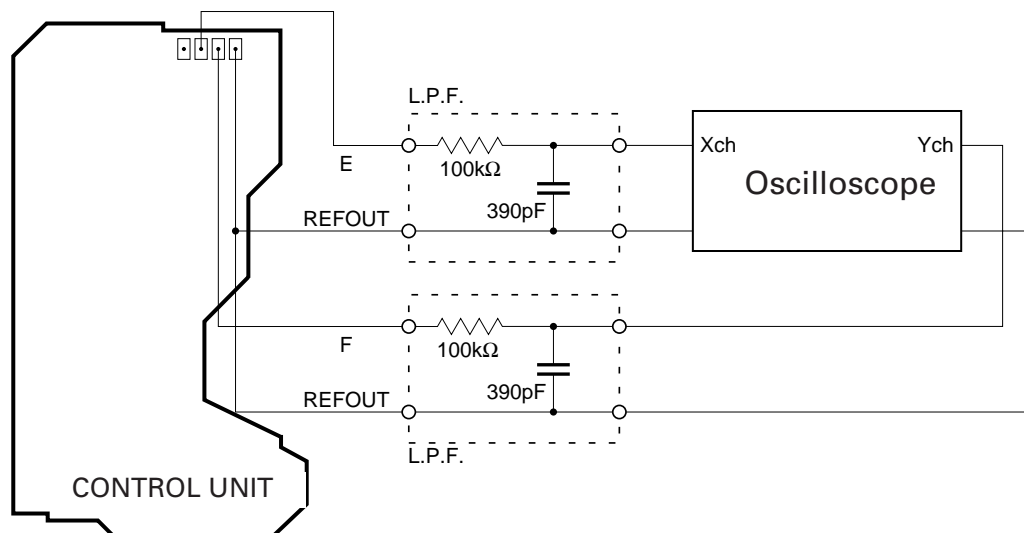 L.P.F.
E
100kΩ
390pF
REFOUT
Xch
Ych
Oscilloscope
F
100kΩ
390pF
REFOUT
L.P.F.
CONTROL UNIT